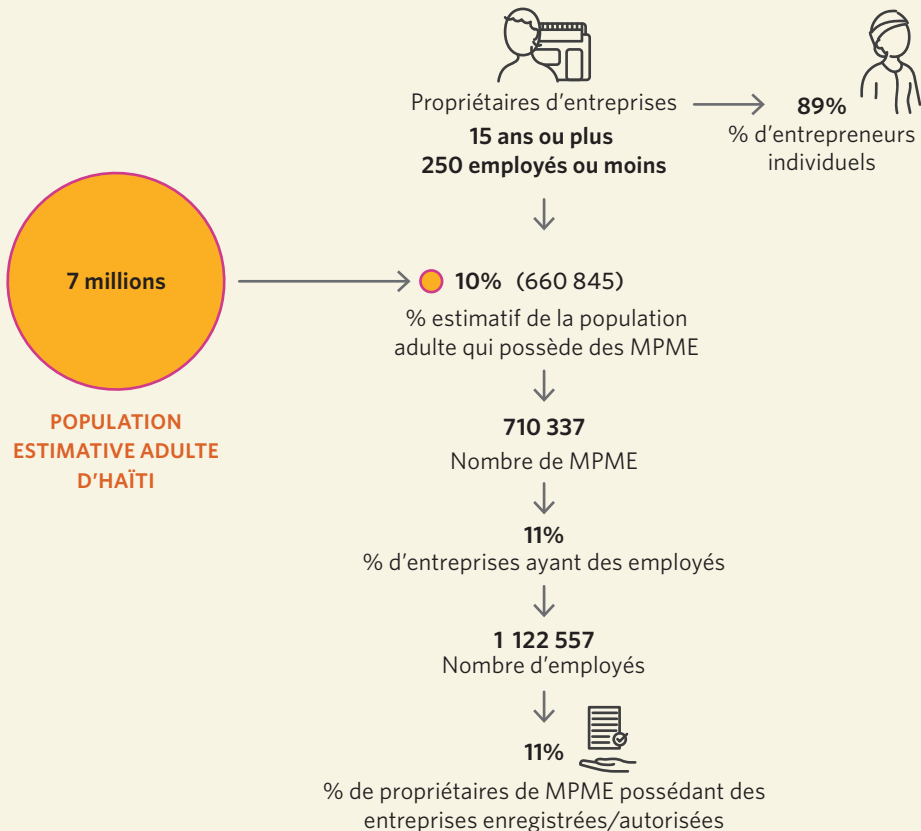 Propriétaires d'entreprises
15 ans ou plus
250 employés ou moins
89%
% d'entrepreneurs
individuels
7 millions
POPULATION
ESTIMATIVE ADULTE
D'HAÏTI
10% (660 845)
% estimatif de la population
adulte qui possède des MPME
710 337
Nombre de MPME
11%
% d'entreprises ayant des employés
1 122 557
Nombre d'employés
11%
% de propriétaires de MPME possédant des
entreprises enregistrées/autorisées